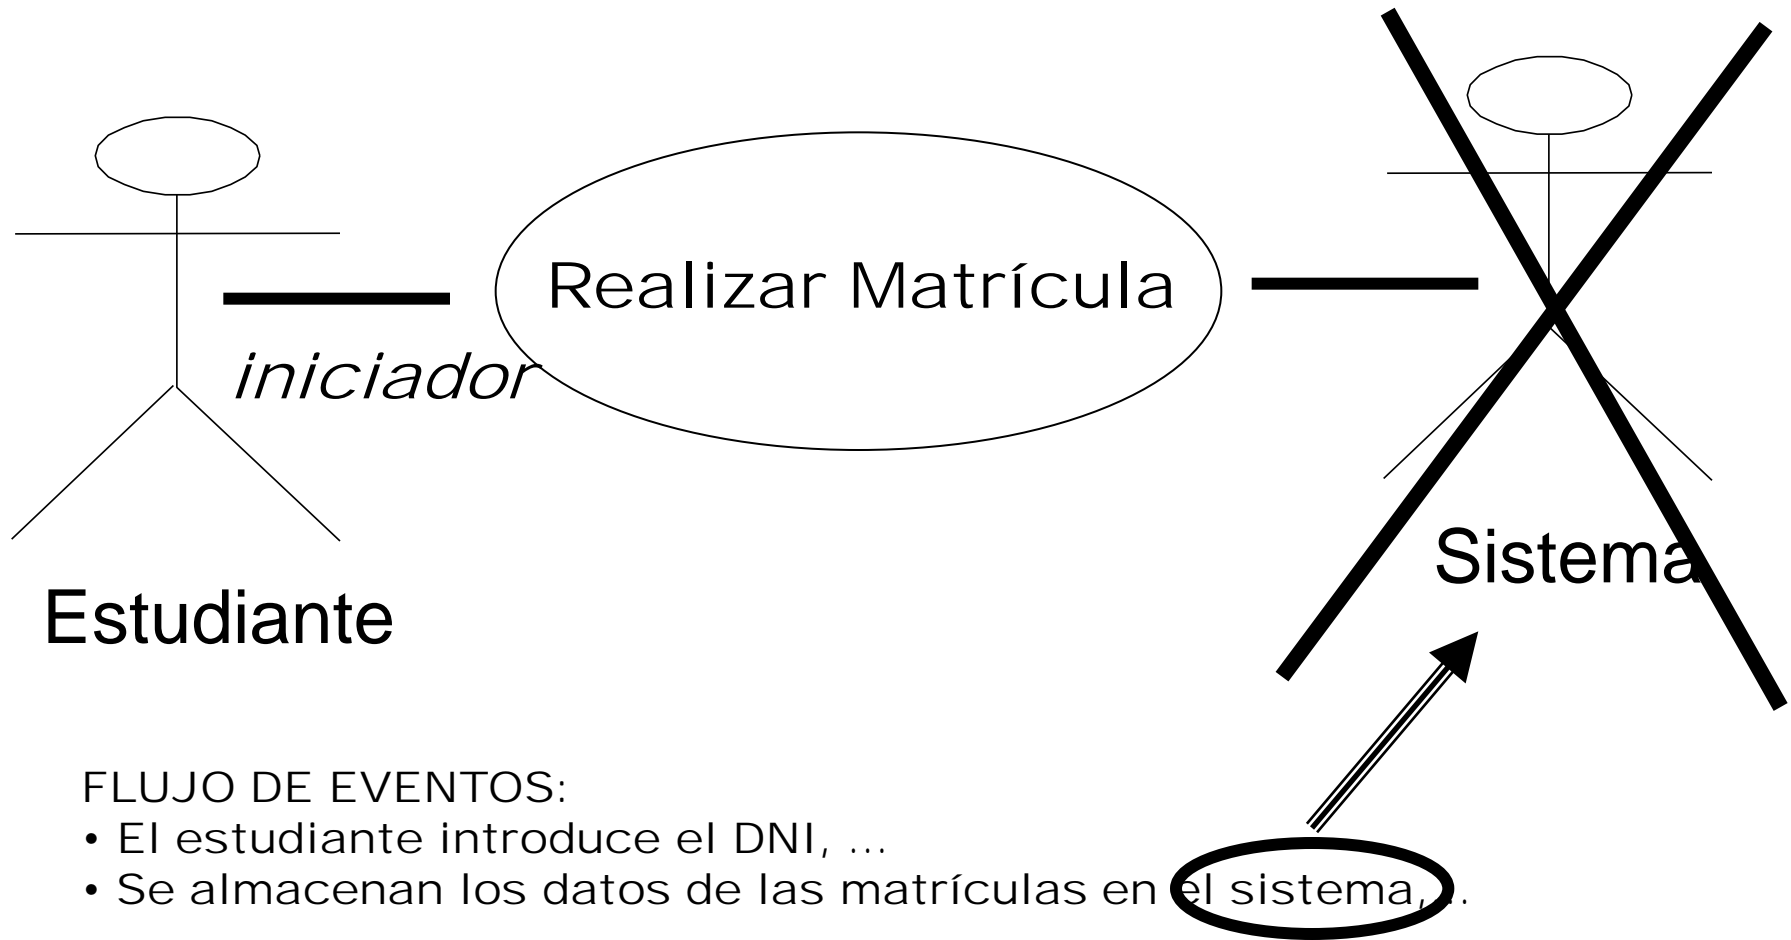 Realizar Matrícula
iniciador
Sistema
Estudiante
FLUJO DE EVENTOS:
• El estudiante introduce el DNI, ...
• Se almacenan los datos de las matrículas en el sistema,...